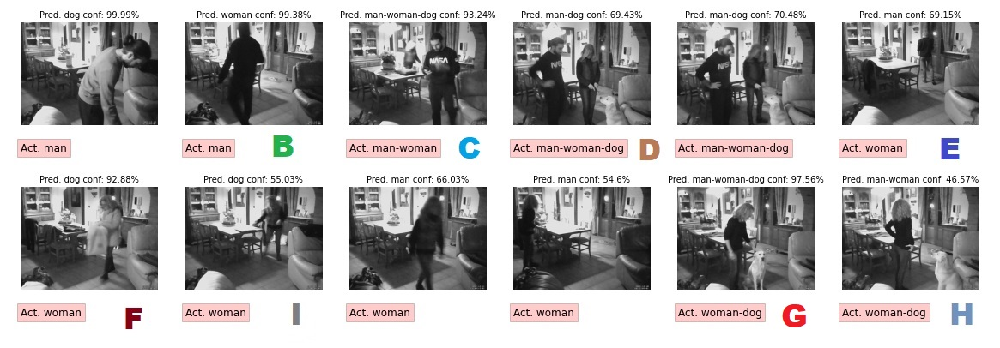 Pred. dog conf: 99.99%
Pred. woman conf: 99.38%
Pred. man-woman-dog conf: 93.24%
Pred. man-dog conf: 69.43%
Pred. man-dog conf: 70.48%
Pred. man conf: 69.15%
NASA
NASA
Act. man
Act. man
B
Act. man-woman
C
Act. man-woman-dog
D
Act. man-woman-dog
Act. woman
E
Pred. dog conf: 92.88%
Pred. dog conf: 55.03%
Pred. man conf: 66.03%
Pred. man conf: 54.6%
Pred. man-woman-dog conf: 97.56%
Pred. man-woman conf: 46.57%
Act. woman
F
Act. woman
I
Act. woman
Act. woman
Act. woman-dog
G
Act. woman-dog
H